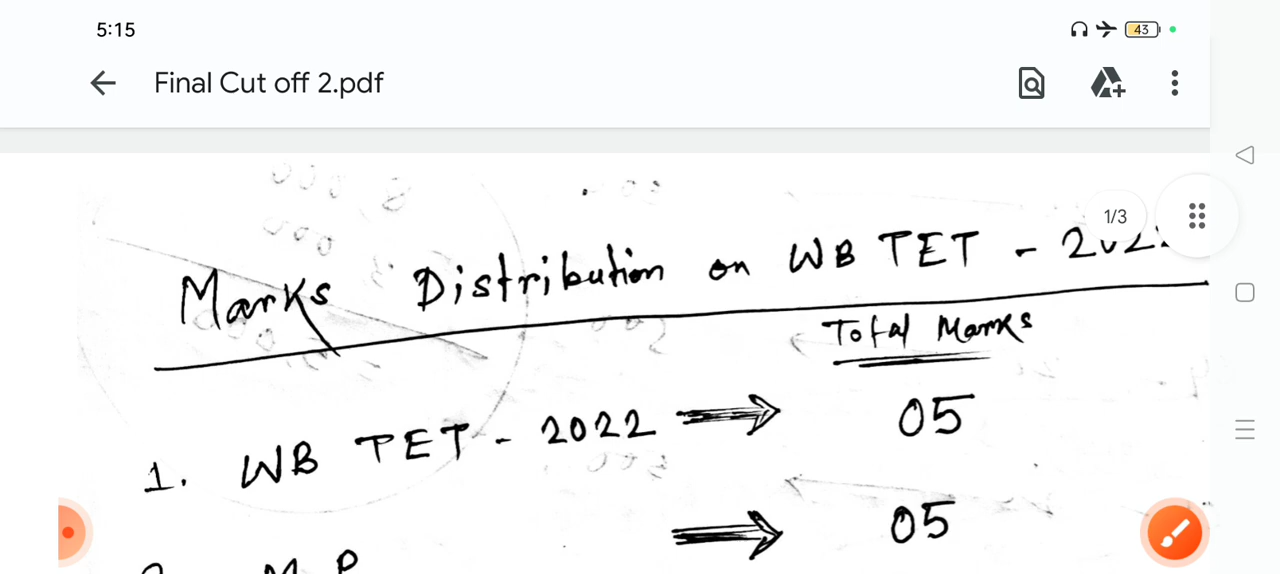 5:15
43
Final Cut off 2.pdf
1/3
Marks Distribution on WB TET -
Total Marks
1. WB TET - 2022 ⇒ 05
⇒ 05
M.P